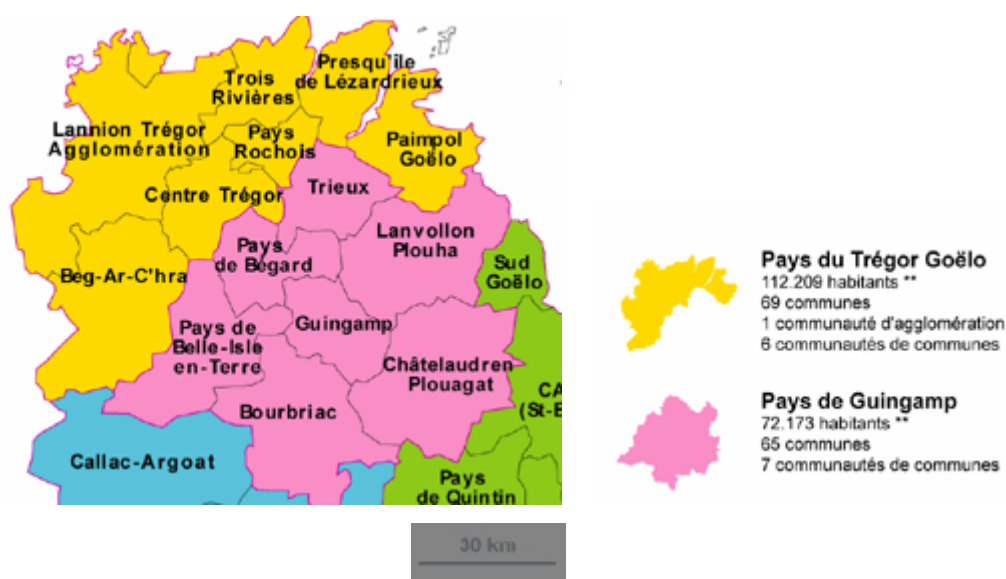 Presqu'île
de Lézardrieux
Trois
Rivières
Lannion Trégor
Agglomération
Pays
Rochois
Paimpol
Goëlo
Trieux
Centre Trégor
Lanvollon
Plouha
Pays
de Bégard
Sud
Goëlo
Beg-Ar-C'hra
Guingamp
Pays de
Belle-Isle
en-Terre
Châtelaudren
Plouagat
CA
(St-B
Bourbriac
Callac-Argoat
Pays
de Quintin
Pays du Trégor Goëlo
112.209 habitants **
69 communes
1 communauté d'agglomération
6 communautés de communes
Pays de Guingamp
72.173 habitants **
65 communes
7 communautés de communes
30 km